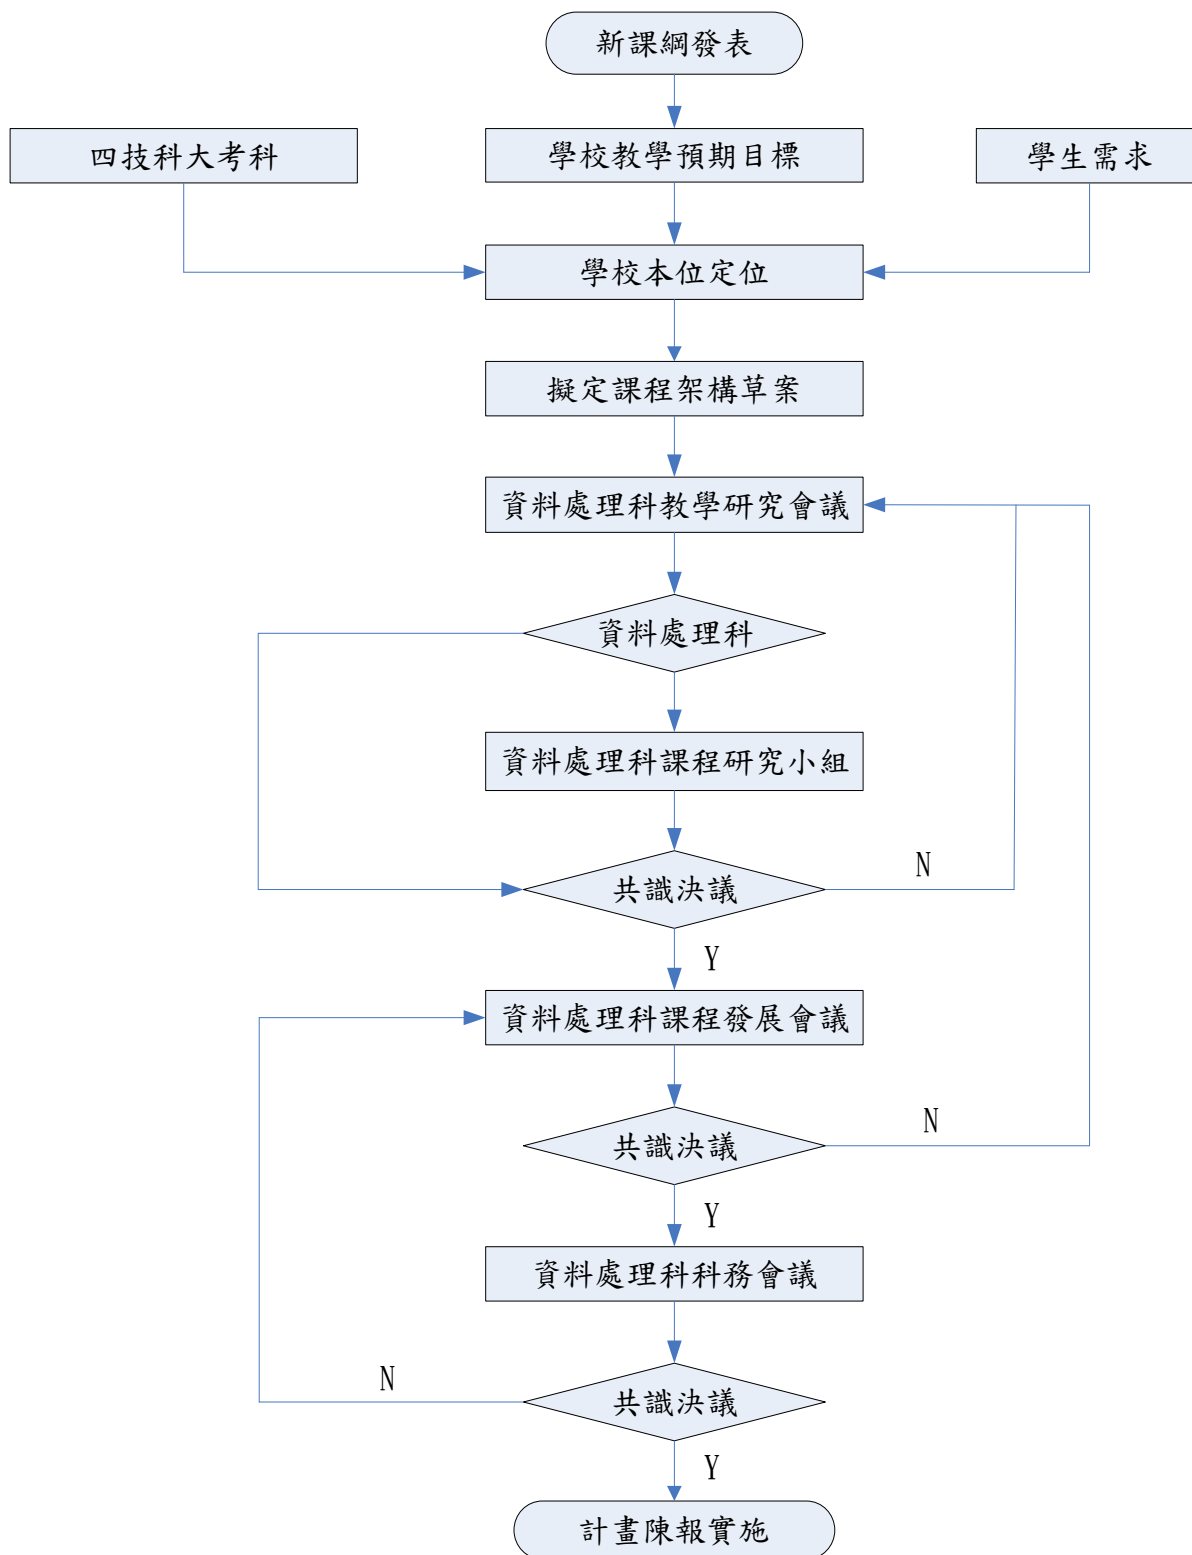 新課綱發表
四技科大考科
學校教學預期目標
學生需求
學校本位定位
擬定課程架構草案
資料處理科教學研究會議
資料處理科
資料處理科課程研究小組
共識決議
N
Y
資料處理科課程發展會議
共識決議
N
Y
資料處理科科務會議
N
共識決議
Y
計畫陳報實施